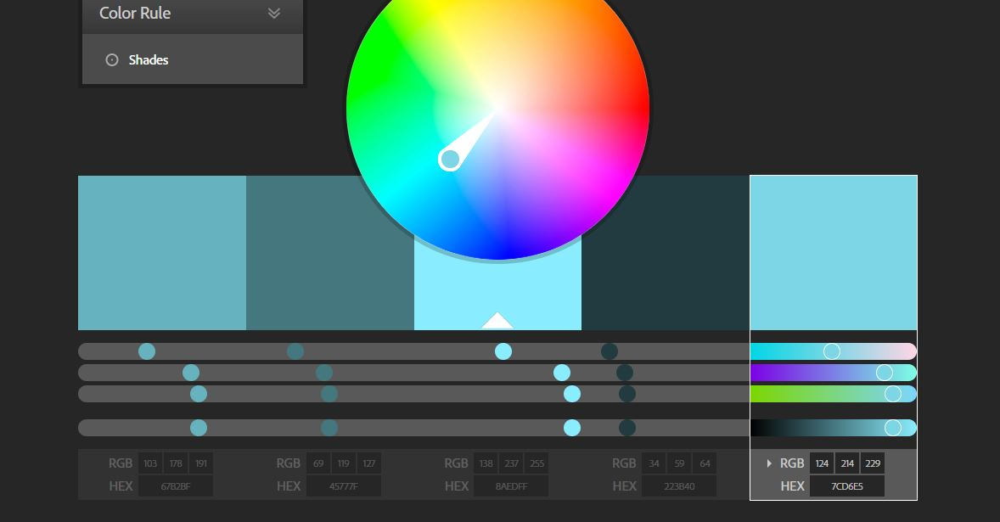 Color Rule
Shades
RGB 103 178 191
HEX 67B2BF
RGB 69 119 127
HEX 45777F
RGB 138 237 255
HEX 8AEDFF
RGB 34 59 64
HEX 223B40
RGB 124 214 229
HEX 7CD6E5